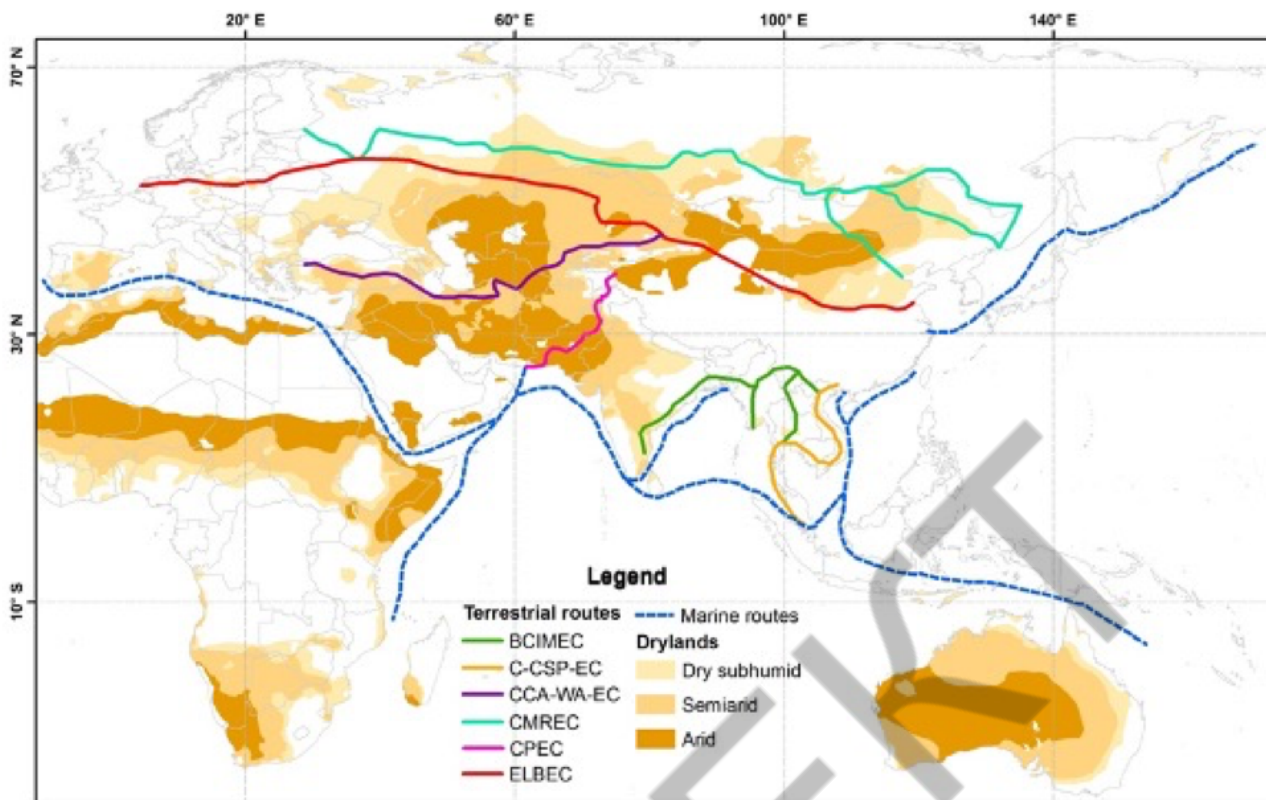 20° E 60° E 100° E 140° E
70° N
30° N
10° S
Legend
Terrestrial routes
BCIMEC
C-CSP-EC
CCA-WA-EC
CMREC
CPEC
ELBEC
Marine routes
Drylands
Dry subhumid
Semiarid
Arid